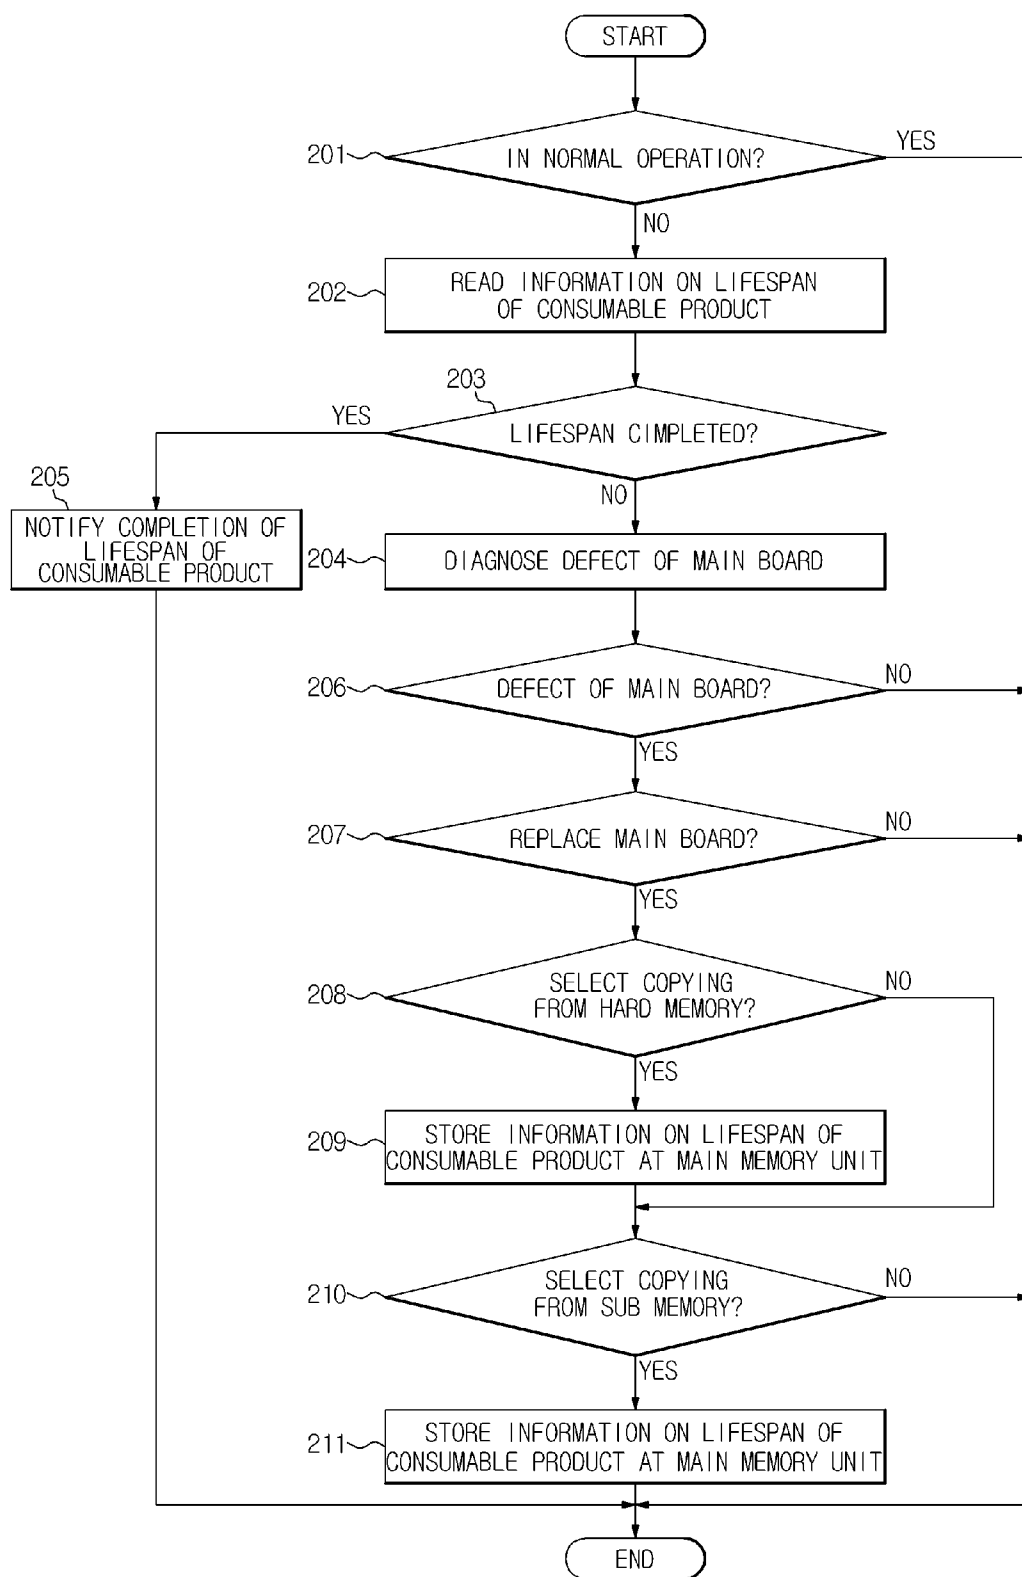 START
201
IN NORMAL OPERATION?
YES
NO
202
READ INFORMATION ON LIFESPAN
OF CONSUMABLE PRODUCT
203
YES
LIFESPAN CIMPLETED?
NO
205
NOTIFY COMPLETION OF
LIFESPAN OF
CONSUMABLE PRODUCT
204
DIAGNOSE DEFECT OF MAIN BOARD
206
DEFECT OF MAIN BOARD?
NO
YES
207
REPLACE MAIN BOARD?
NO
YES
208
SELECT COPYING
FROM HARD MEMORY?
NO
YES
209
STORE INFORMATION ON LIFESPAN OF
CONSUMABLE PRODUCT AT MAIN MEMORY UNIT
210
SELECT COPYING
FROM SUB MEMORY?
NO
YES
211
STORE INFORMATION ON LIFESPAN OF
CONSUMABLE PRODUCT AT MAIN MEMORY UNIT
END